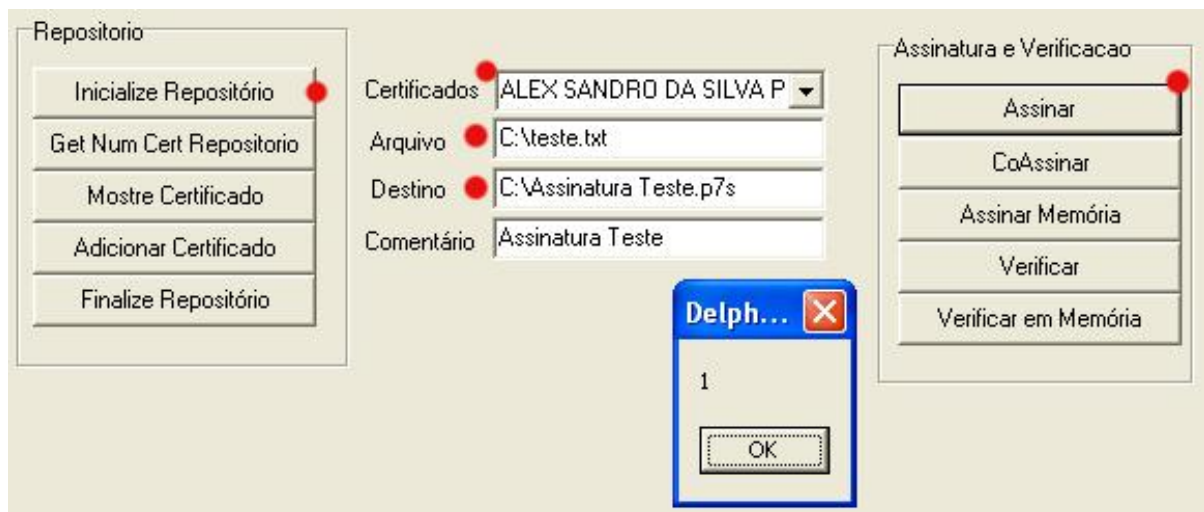 Repositorio
Inicialize Repositório
Get Num Cert Repositorio
Mostre Certificado
Adicionar Certificado
Finalize Repositório
Certificados ALEX SANDRO DA SILVA P
Arquivo C:\teste.txt
Destino C:\Assinatura Teste.p7s
Comentário Assinatura Teste
Delph...
1
OK
Assinatura e Verificacao
Assinar
CoAssinar
Assinar Memória
Verificar
Verificar em Memória